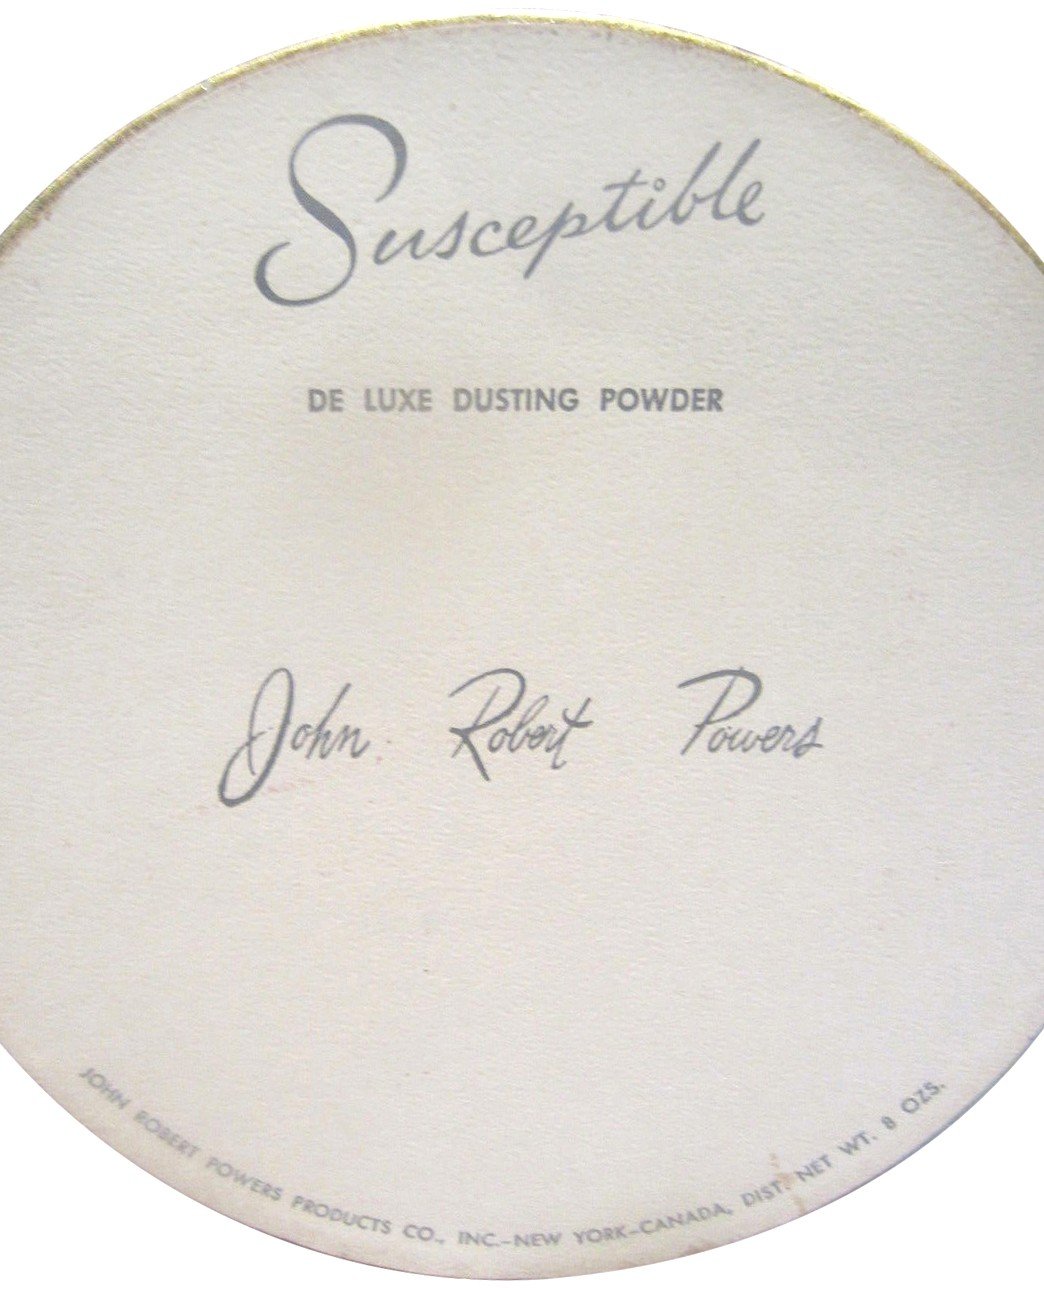 Susceptible
DE LUXE DUSTING POWDER
John Robert Powers
JOHN ROBERT POWERS PRODUCTS CO., INC.-NEW YORK-CANADA, DIST. NET WT. 8 OZS.